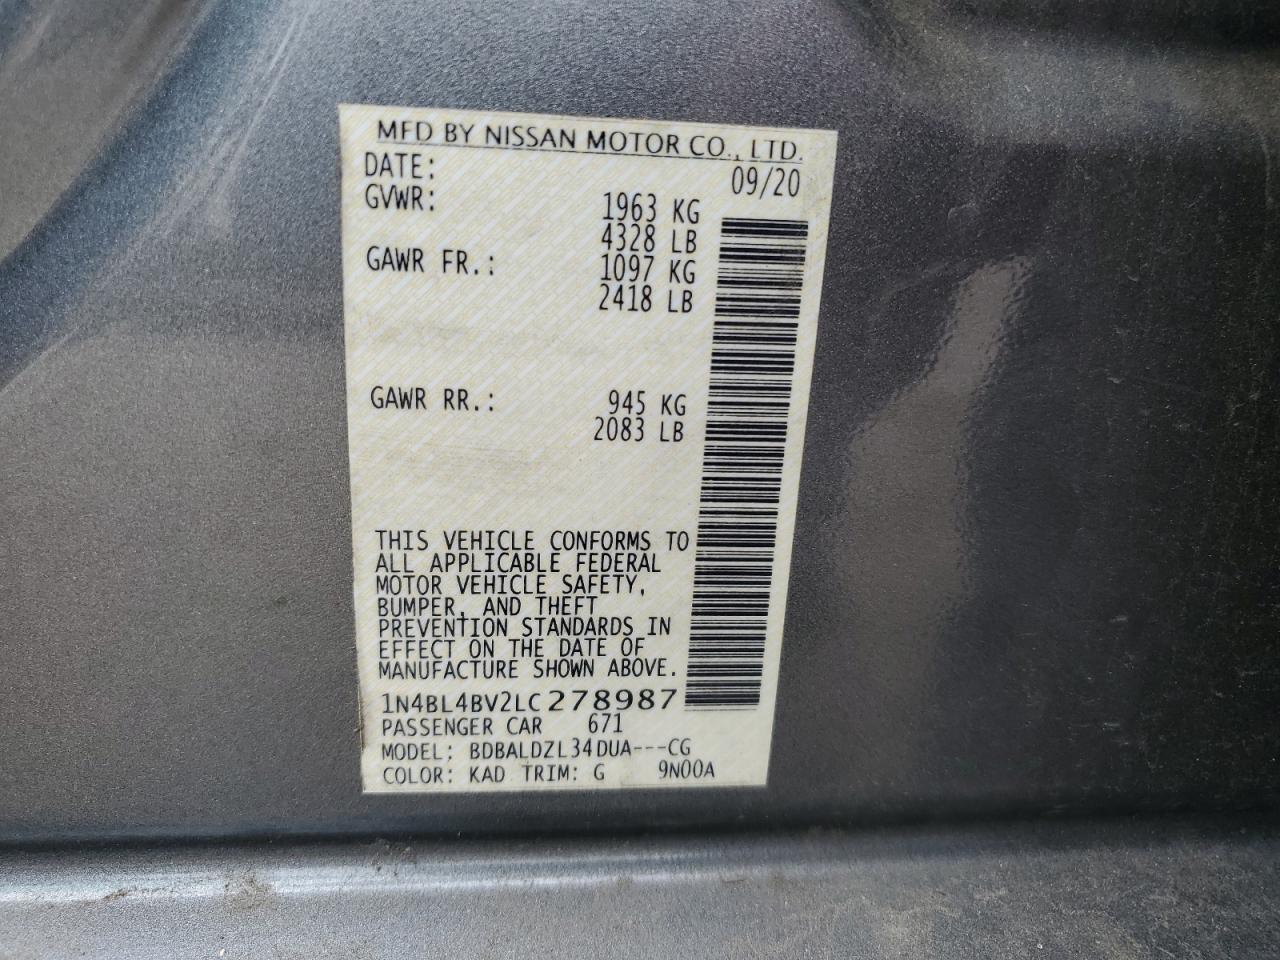 MFD BY NISSAN MOTOR CO., LTD.
DATE: 09/20
GVWR: 1963 KG
4328 LB
GAWR FR.: 1097 KG
2418 LB
GAWR RR.: 945 KG
2083 LB
THIS VEHICLE CONFORMS TO
ALL APPLICABLE FEDERAL
MOTOR VEHICLE SAFETY,
BUMPER, AND THEFT
PREVENTION STANDARDS IN
EFFECT ON THE DATE OF
MANUFACTURE SHOWN ABOVE.
1N4BL4BV2LC278987
PASSENGER CAR 671
MODEL: BDBALDZL34DUA---CG
COLOR: KAD TRIM: G 9N00A